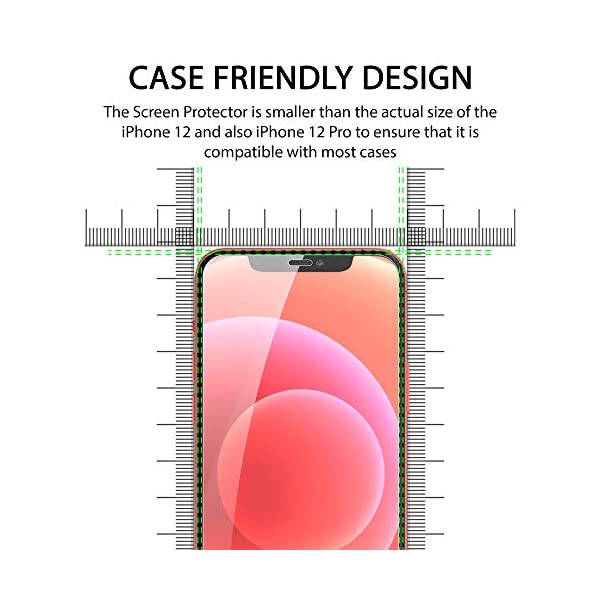 CASE FRIENDLY DESIGN
The Screen Protector is smaller than the actual size of the
iPhone 12 and also iPhone 12 Pro to ensure that it is
compatible with most cases